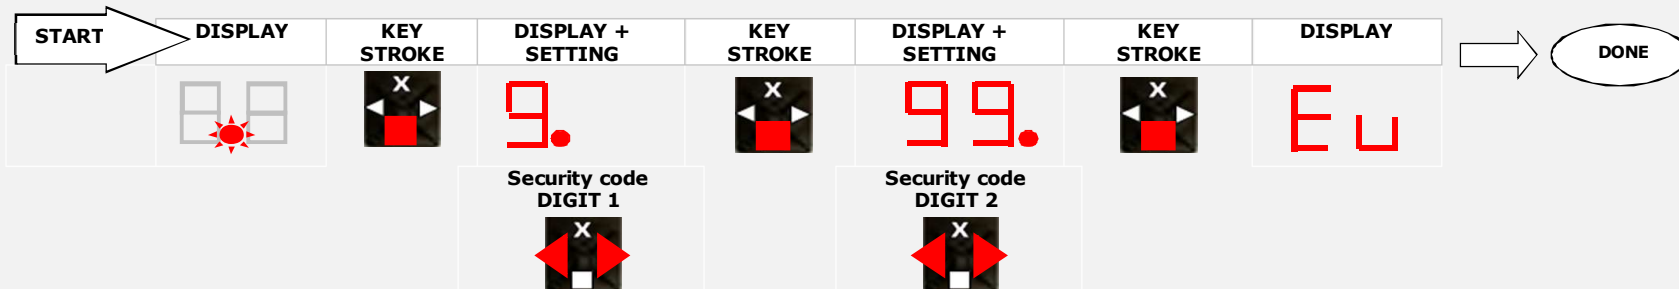 START
DISPLAY
KEY
STROKE
DISPLAY +
SETTING
KEY
STROKE
DISPLAY +
SETTING
KEY
STROKE
DISPLAY
DONE
X
9.
X
99.
X
E u
Security code
DIGIT 1
X
Security code
DIGIT 2
X